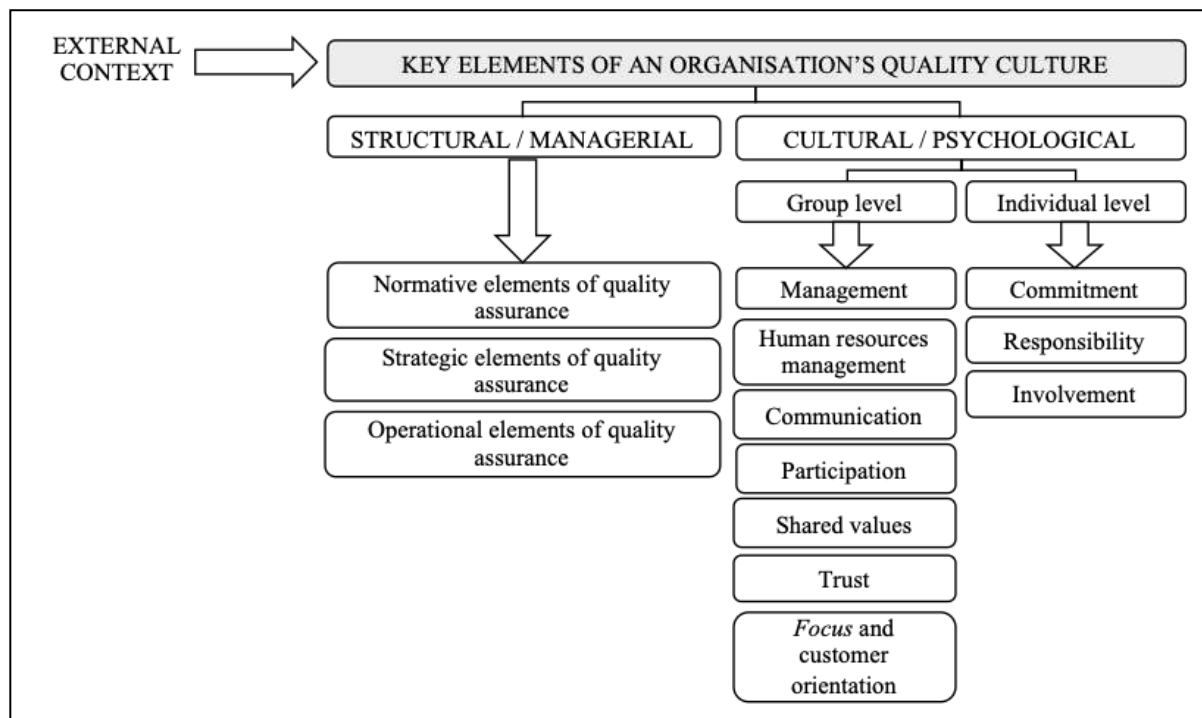 EXTERNAL
CONTEXT
KEY ELEMENTS OF AN ORGANISATION’S QUALITY CULTURE
STRUCTURAL / MANAGERIAL
CULTURAL / PSYCHOLOGICAL
Group level
Individual level
Normative elements of quality
assurance
Strategic elements of quality
assurance
Operational elements of quality
assurance
Management
Human resources
management
Communication
Participation
Shared values
Trust
Focus and
customer
orientation
Commitment
Responsibility
Involvement